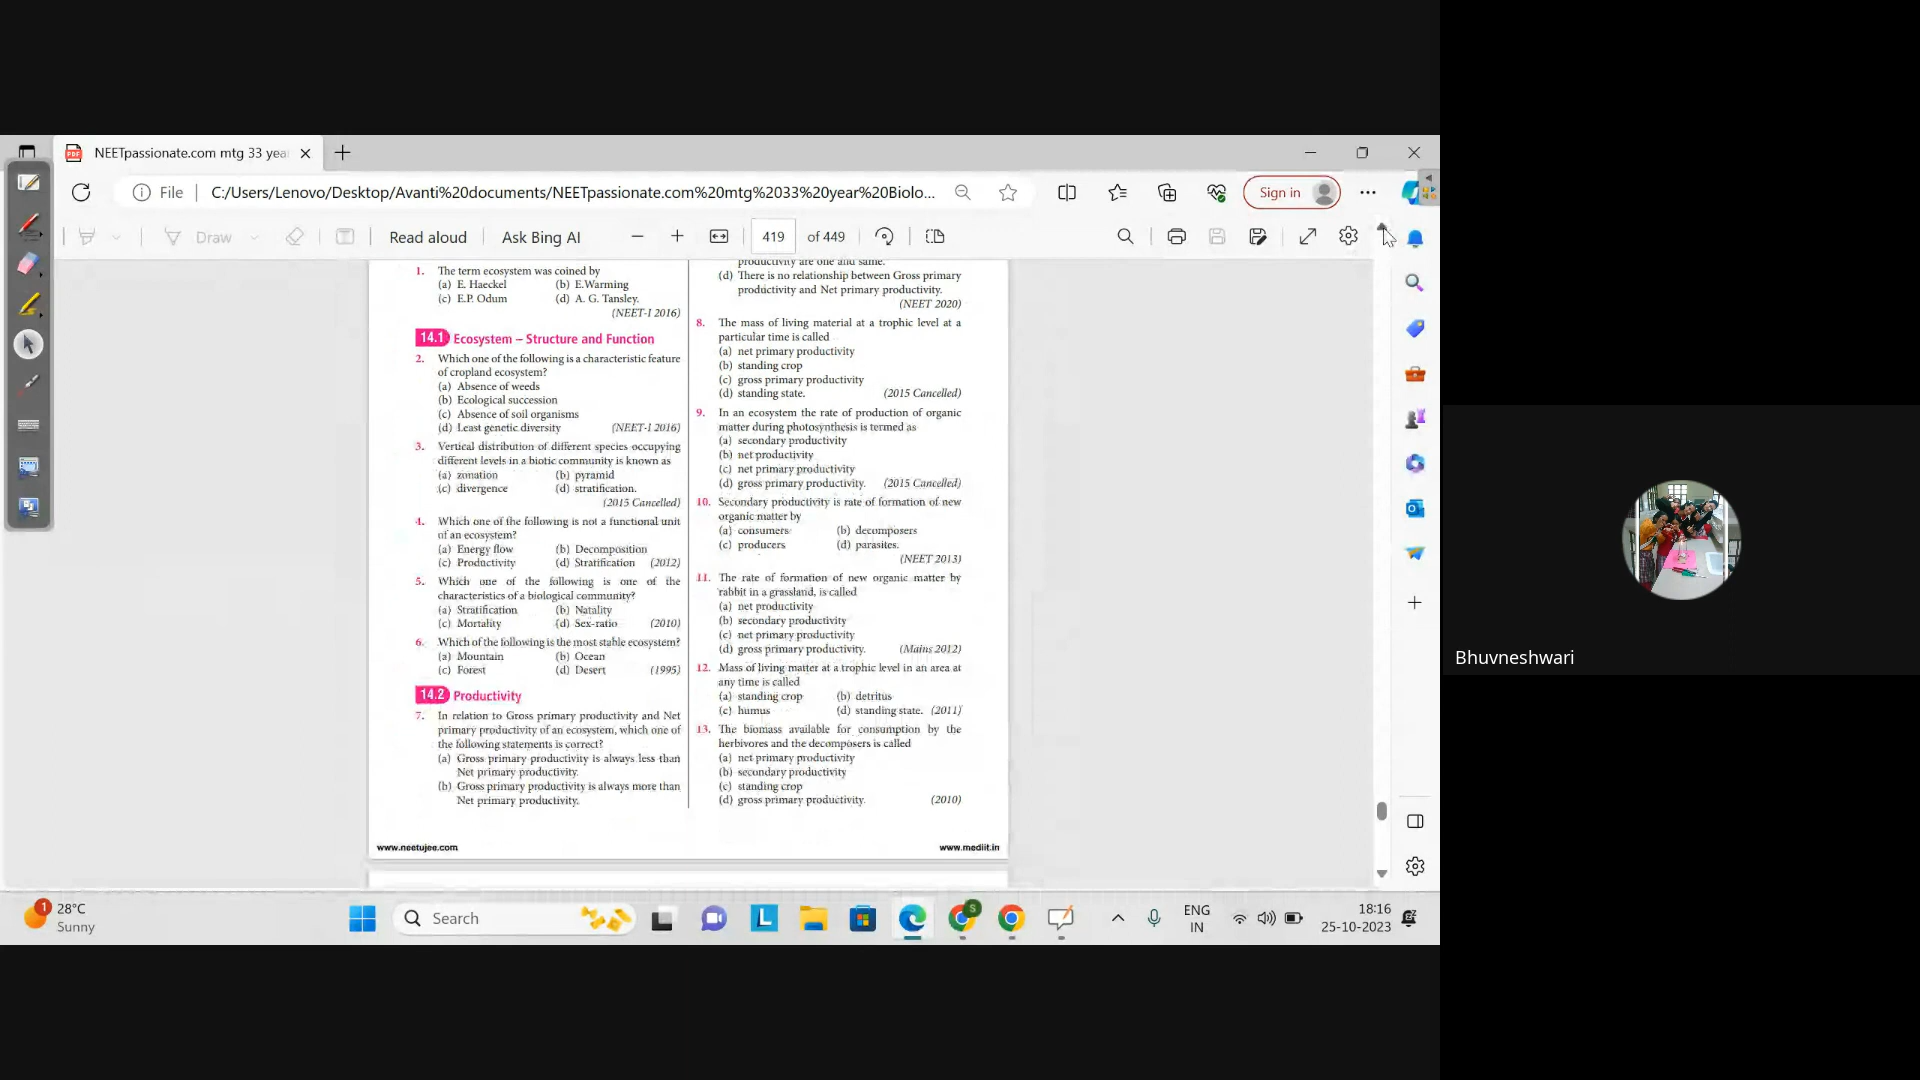 NEETpassionate.com mtg 33 yea
File
C:/Users/Lenovo/Desktop/Avanti%20documents/NEETpassionate.com%20mtg%2033%20year%20Biolo...
Sign in
Draw
Read aloud
Ask Bing AI
419 of 449
1. The term ecosystem was coined by
(a) E. Haeckel (b) E.Warming
(c) E.P. Odum (d) A. G. Tansley.
(NEET-I 2016)
14.1 Ecosystem – Structure and Function
2. Which one of the following is a characteristic feature
of cropland ecosystem?
(a) Absence of weeds
(b) Ecological succession
(c) Absence of soil organisms
(d) Least genetic diversity (NEET-I 2016)
3. Vertical distribution of different species occupying
different levels in a biotic community is known as
(a) zonation (b) pyramid
(c) divergence (d) stratification.
(2015 Cancelled)
4. Which one of the following is not a functional unit
of an ecosystem?
(a) Energy flow (b) Decomposition
(c) Productivity (d) Stratification (2012)
5. Which one of the following is one of the
characteristics of a biological community?
(a) Stratification (b) Natality
(c) Mortality (d) Sex-ratio (2010)
6. Which of the following is the most stable ecosystem?
(a) Mountain (b) Ocean
(c) Forest (d) Desert (1995)
14.2 Productivity
7. In relation to Gross primary productivity and Net
primary productivity of an ecosystem, which one of
the following statements is correct?
(a) Gross primary productivity is always less than
Net primary productivity.
(b) Gross primary productivity is always more than
Net primary productivity.
productivity are one and same.
(d) There is no relationship between Gross primary
productivity and Net primary productivity.
(NEET 2020)
8. The mass of living material at a trophic level at a
particular time is called
(a) net primary productivity
(b) standing crop
(c) gross primary productivity
(d) standing state. (2015 Cancelled)
9. In an ecosystem the rate of production of organic
matter during photosynthesis is termed as
(a) secondary productivity
(b) net productivity
(c) net primary productivity
(d) gross primary productivity. (2015 Cancelled)
10. Secondary productivity is rate of formation of new
organic matter by
(a) consumers (b) decomposers
(c) producers (d) parasites.
(NEET 2013)
11. The rate of formation of new organic matter by
rabbit in a grassland, is called
(a) net productivity
(b) secondary productivity
(c) net primary productivity
(d) gross primary productivity. (Mains 2012)
12. Mass of living matter at a trophic level in an area at
any time is called
(a) standing crop (b) detritus
(c) humus (d) standing state. (2011)
13. The biomass available for consumption by the
herbivores and the decomposers is called
(a) net primary productivity
(b) secondary productivity
(c) standing crop
(d) gross primary productivity. (2010)
www.neetujee.com
www.mediit.in
Bhuvneshwari
1
28°C
Sunny
Search
S
ENG
IN
18:16
25-10-2023